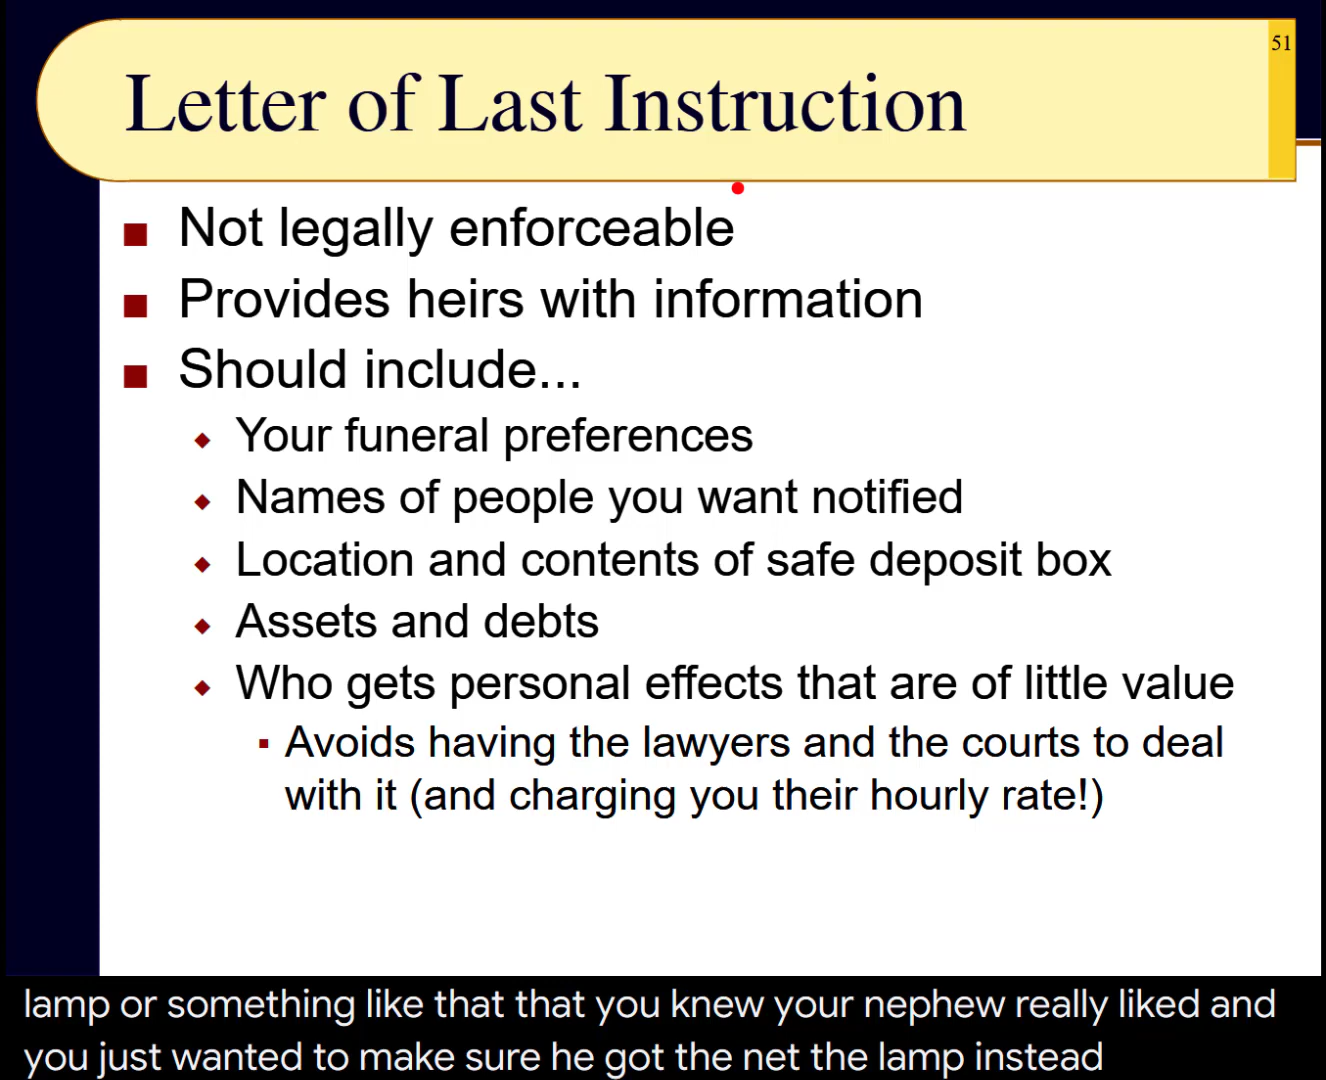 51
Letter of Last Instruction
Not legally enforceable
Provides heirs with information
Should include...
Your funeral preferences
Names of people you want notified
Location and contents of safe deposit box
Assets and debts
Who gets personal effects that are of little value
Avoids having the lawyers and the courts to deal
with it (and charging you their hourly rate!)
lamp or something like that that you knew your nephew really liked and
you just wanted to make sure he got the net the lamp instead